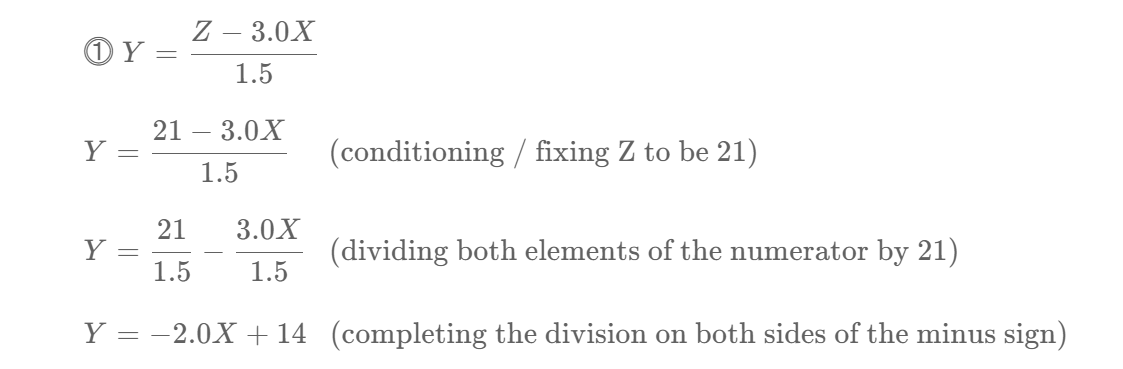 ① Y = \frac{Z - 3.0X}{1.5}
Y = \frac{21 - 3.0X}{1.5} (conditioning / fixing Z to be 21)
Y = \frac{21}{1.5} - \frac{3.0X}{1.5} (dividing both elements of the numerator by 21)
Y = -2.0X + 14 (completing the division on both sides of the minus sign)